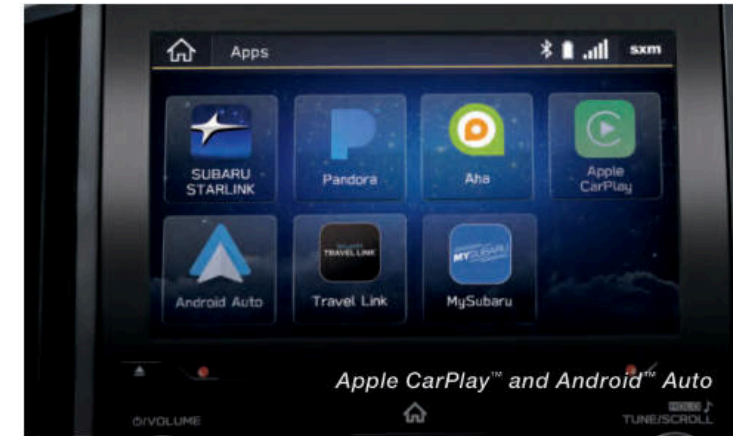 Apps
sxm
SUBARU
STARLINK
Pandora
Aha
Apple
CarPlay
Android Auto
TRAVEL LINK
Travel Link
MYSUBARU
MySubaru
Apple CarPlay™ and Android™ Auto
⏻/VOLUME
HOLD ♪
TUNE/SCROLL